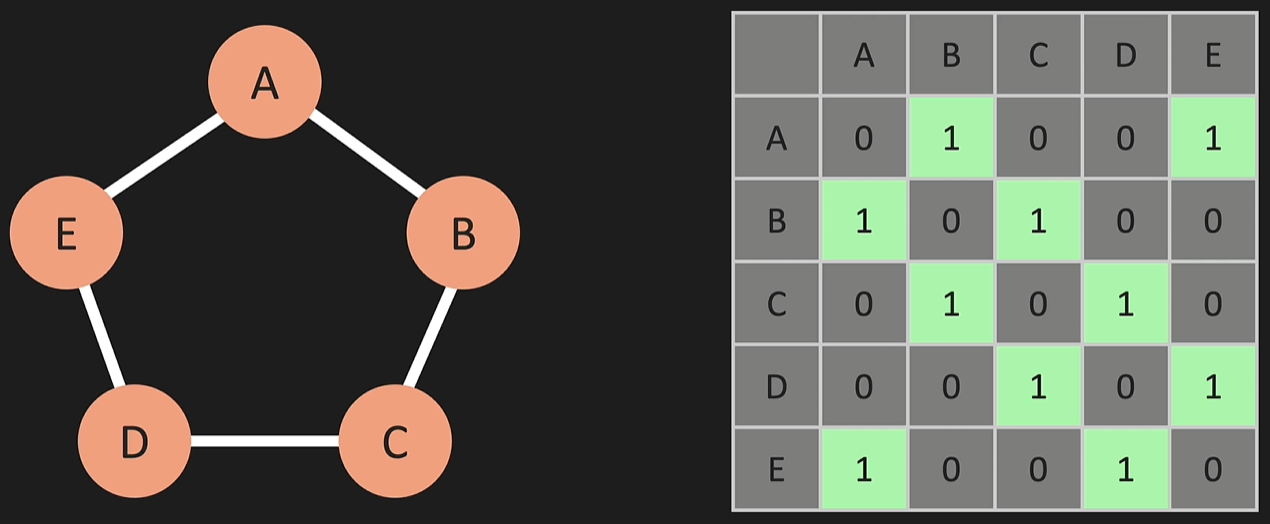 A
E
B
D
C
A B C D E
A 0 1 0 0 1
B 1 0 1 0 0
C 0 1 0 1 0
D 0 0 1 0 1
E 1 0 0 1 0